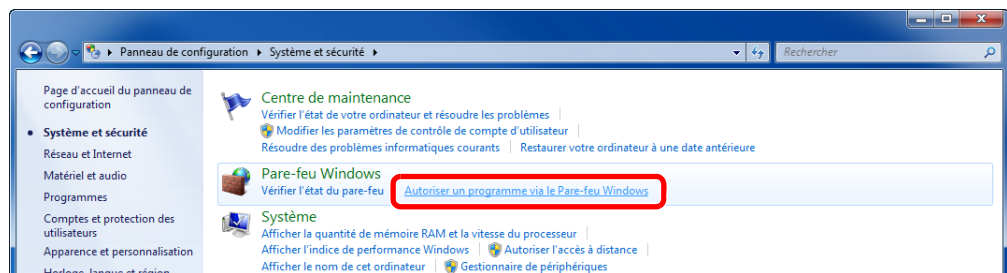 Panneau de configuration ▸ Système et sécurité ▸
Rechercher
Page d'accueil du panneau de
configuration
Système et sécurité
Réseau et Internet
Matériel et audio
Programmes
Comptes et protection des
utilisateurs
Apparence et personnalisation
Horloge, langue et région
Centre de maintenance
Vérifier l'état de votre ordinateur et résoudre les problèmes
Modifier les paramètres de contrôle de compte d'utilisateur
Résoudre des problèmes informatiques courants Restaurer votre ordinateur à une date antérieure
Pare-feu Windows
Vérifier l'état du pare-feu Autoriser un programme via le Pare-feu Windows
Système
Afficher la quantité de mémoire RAM et la vitesse du processeur
Afficher l'indice de performance Windows Autoriser l'accès à distance
Afficher le nom de cet ordinateur Gestionnaire de périphériques